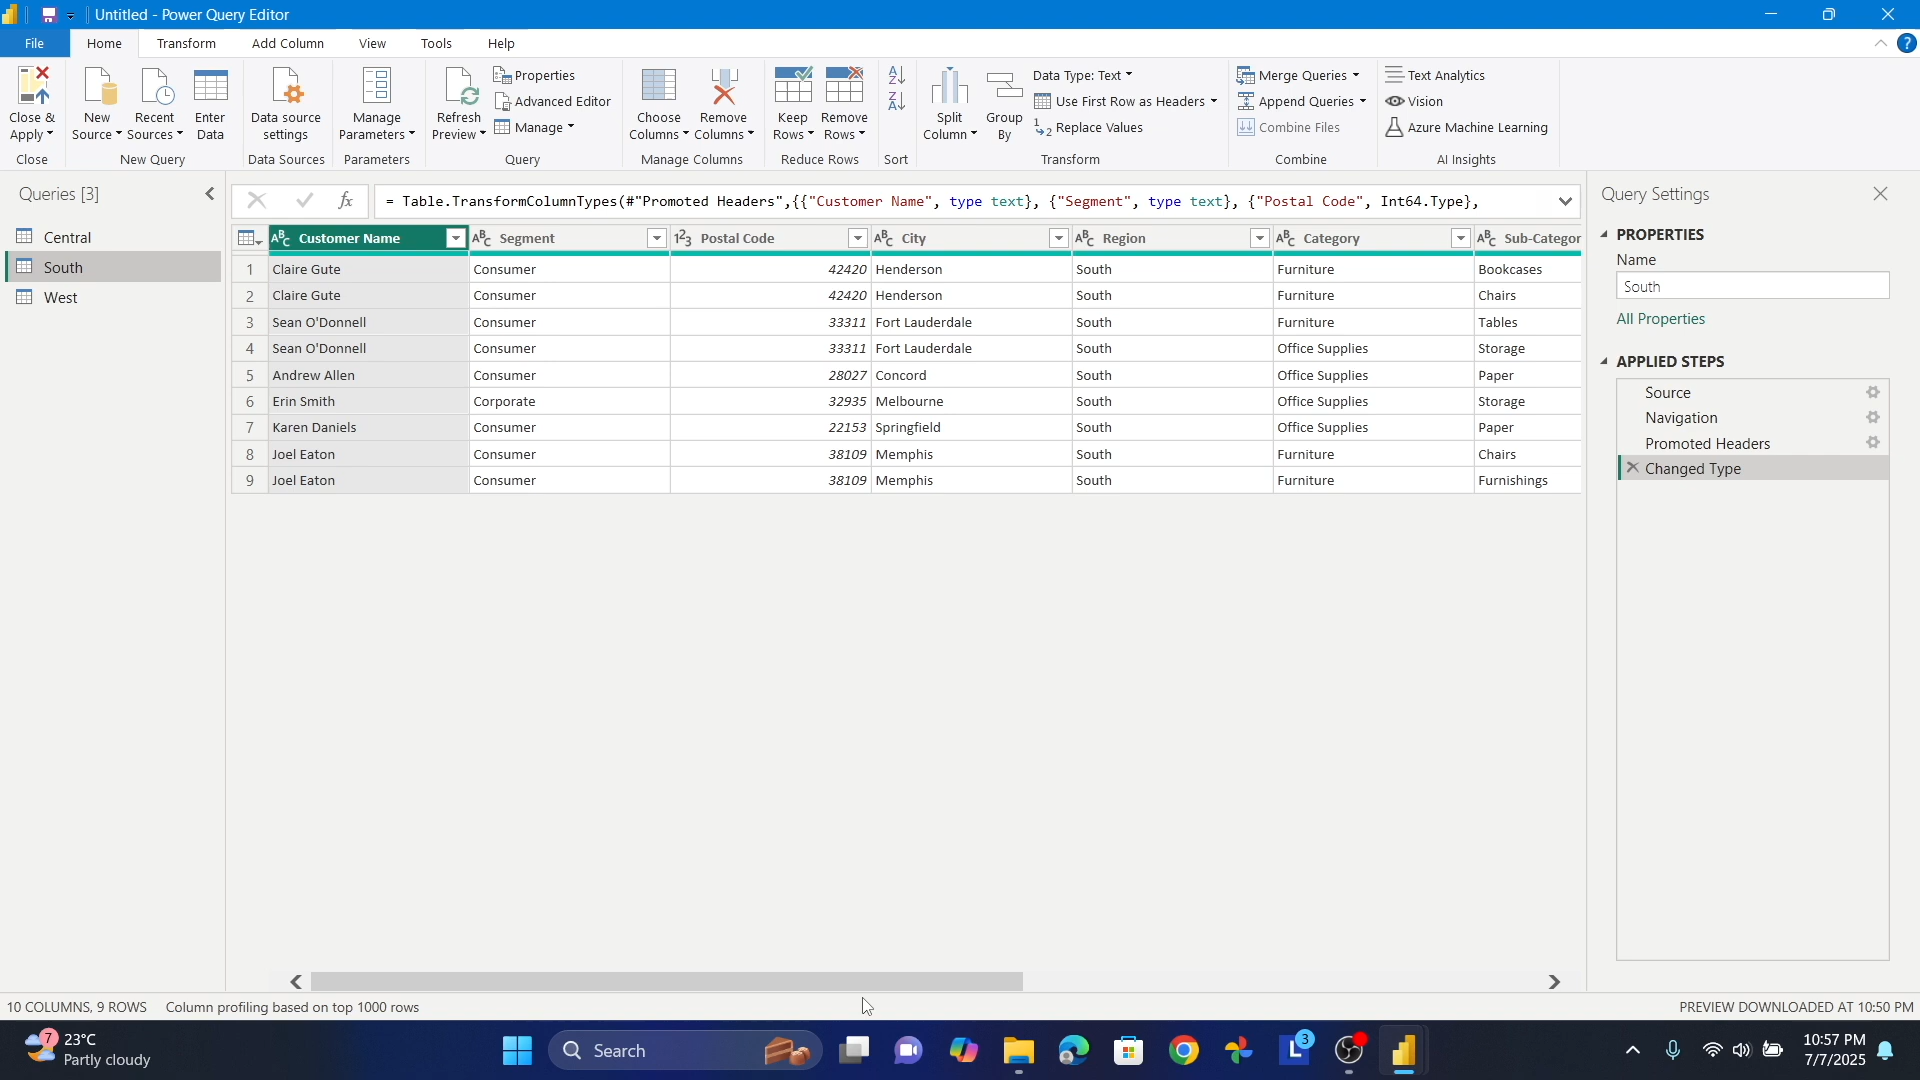 Untitled - Power Query Editor
File Home Transform Add Column View Tools Help
Close & Apply
New Source
Recent Sources
Enter Data
Data source settings
Manage Parameters
Refresh Preview
Properties
Advanced Editor
Manage
Choose Columns
Remove Columns
Keep Rows
Remove Rows
Split Column
Group By
Data Type: Text
Use First Row as Headers
Replace Values
Merge Queries
Append Queries
Combine Files
Text Analytics
Vision
Azure Machine Learning
Close New Query Data Sources Parameters Query Manage Columns Reduce Rows Sort Transform Combine AI Insights
Queries [3]
Central
South
West
fx = Table.TransformColumnTypes(#"Promoted Headers",{{"Customer Name", type text}, {"Segment", type text}, {"Postal Code", Int64.Type},
Customer Name Segment Postal Code City Region Category Sub-Categor
1 Claire Gute Consumer 42420 Henderson South Furniture Bookcases
2 Claire Gute Consumer 42420 Henderson South Furniture Chairs
3 Sean O'Donnell Consumer 33311 Fort Lauderdale South Furniture Tables
4 Sean O'Donnell Consumer 33311 Fort Lauderdale South Office Supplies Storage
5 Andrew Allen Consumer 28027 Concord South Office Supplies Paper
6 Erin Smith Corporate 32935 Melbourne South Office Supplies Storage
7 Karen Daniels Consumer 22153 Springfield South Office Supplies Paper
8 Joel Eaton Consumer 38109 Memphis South Furniture Chairs
9 Joel Eaton Consumer 38109 Memphis South Furniture Furnishings
Query Settings
PROPERTIES
Name
South
All Properties
APPLIED STEPS
Source
Navigation
Promoted Headers
Changed Type
10 COLUMNS, 9 ROWS Column profiling based on top 1000 rows PREVIEW DOWNLOADED AT 10:50 PM
7 23°C
Partly cloudy
Search
3
10:57 PM
7/7/2025